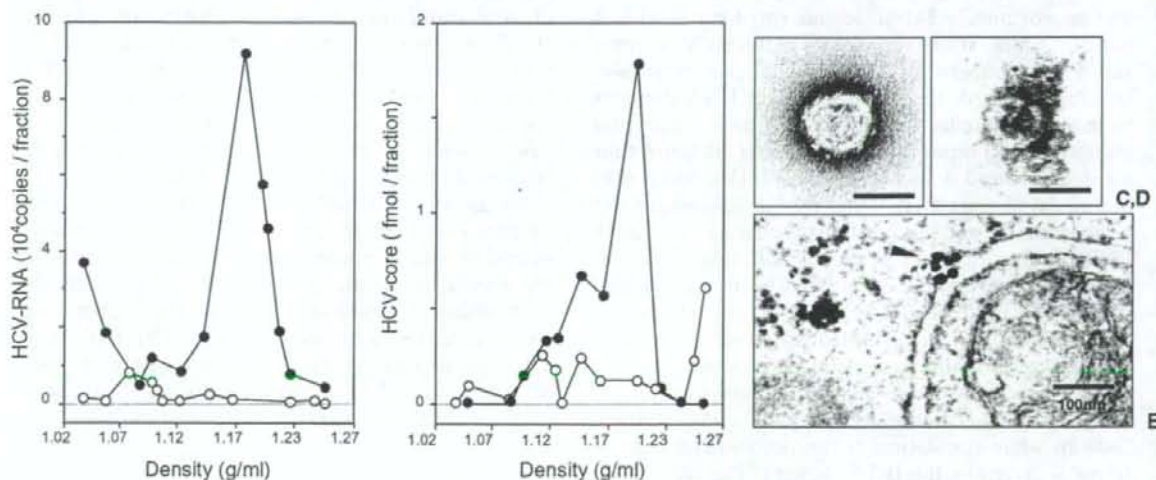 HCV-RNA (10⁴copies / fraction)
10
8
4
0
1.02 1.07 1.12 1.17 1.23 1.27
Density (g/ml)
HCV-core ( fmol / fraction)
2
1
0
1.02 1.07 1.12 1.17 1.23 1.27
Density (g/ml)
C,D
100nm
E